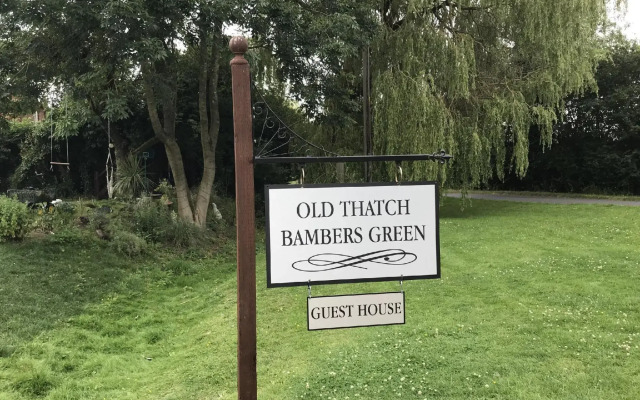 OLD THATCH
BAMBERS GREEN
GUEST HOUSE